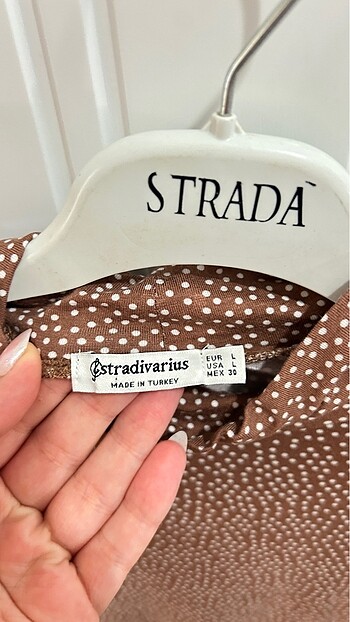 STRADA
Stradivarius
MADE IN TURKEY
EUR L
USA L
MEX 30